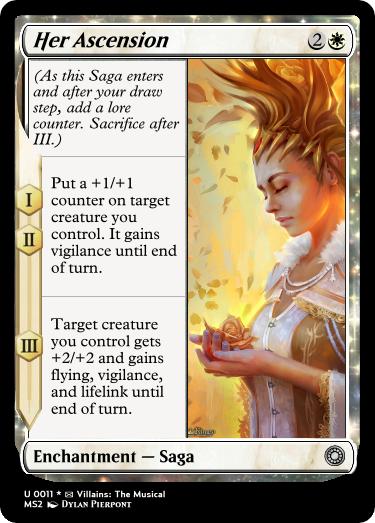 Her Ascension 2
(As this Saga enters
and after your draw
step, add a lore
counter. Sacrifice after
III.)
I
II
Put a +1/+1
counter on target
creature you
control. It gains
vigilance until end
of turn.
III
Target creature
you control gets
+2/+2 and gains
flying, vigilance,
and lifelink until
end of turn.
Enchantment — Saga
U 0011 * Villains: The Musical
MS2 Dylan Pierpont